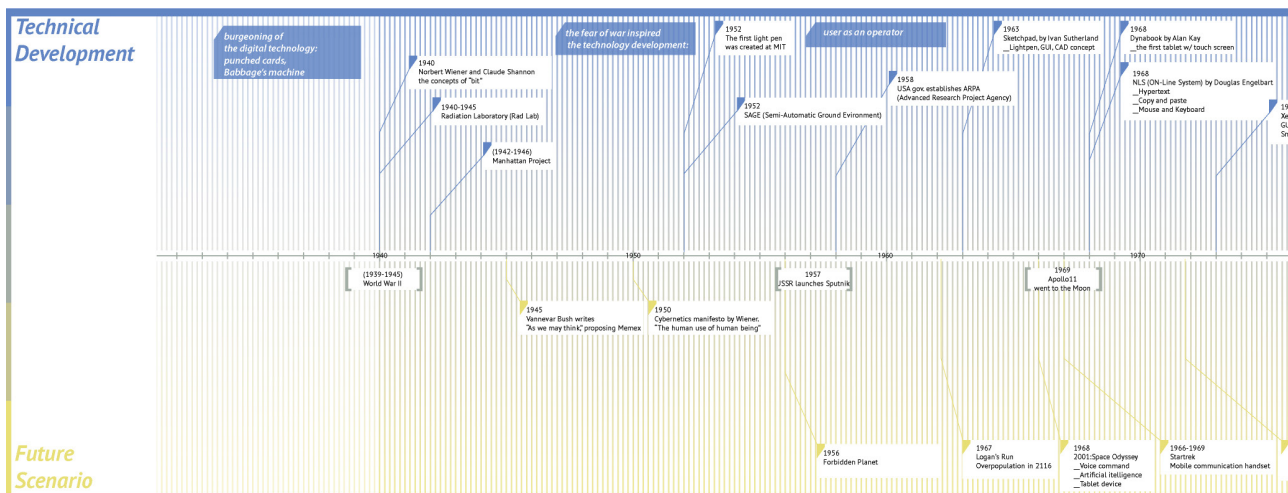 Technical
Development
burgeoning of
the digital technology:
punched cards,
Babbage's machine
the fear of war inspired
the technology development:
user as an operator
1940
Norbert Wiener and Claude Shannon
the concepts of "bit"
1940-1945
Radiation Laboratory (Rad Lab)
(1942-1946)
Manhattan Project
1952
The first light pen
was created at MIT
1952
SAGE (Semi-Automatic Ground Evironment)
1958
USA gov. establishes ARPA
(Advanced Research Project Agency)
1963
Sketchpad, by Ivan Sutherland
__Lightpen, GUI, CAD concept
1968
Dynabook by Alan Kay
__the first tablet w/ touch screen
1968
NLS (ON-Line System) by Douglas Engelbart
__Hypertext
__Copy and paste
__Mouse and Keyboard
19
Xe
GU
Sm
1940
1950
1960
1970
(1939-1945)
World War II
1957
USSR launches Sputnik
1969
Apollo11
went to the Moon
1945
Vannevar Bush writes
"As we may think," proposing Memex
1950
Cybernetics manifesto by Wiener,
"The human use of human being"
1956
Forbidden Planet
1967
Logan's Run
Overpopulation in 2116
1968
2001:Space Odyssey
__Voice command
__Artificial itelligence
__Tablet device
1966-1969
Startrek
Mobile communication handset
Future
Scenario